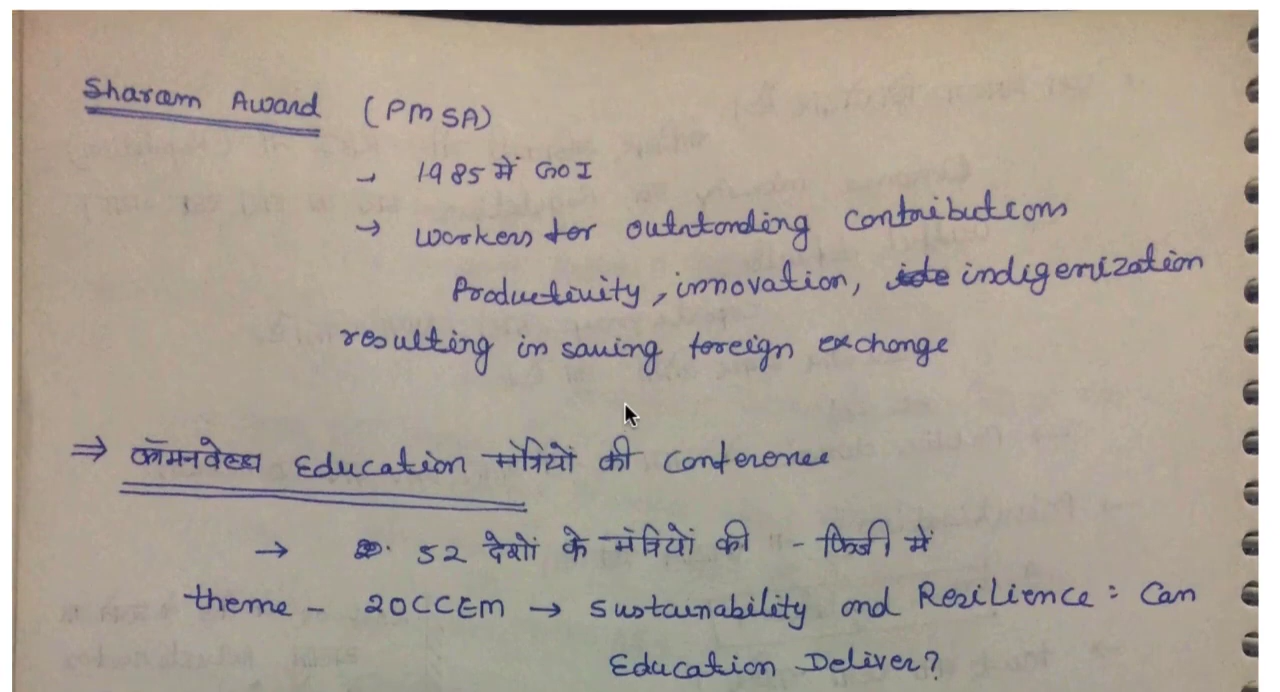 Sharam Award (PMSA)
→ 1985 में GOI
→ workers for outstanding contributions
Productivity, innovation, indigenization
resulting in saving foreign exchange
⇒ कॉमनवेल्थ Education मंत्रियों की Conference
→ 52 देशों के मंत्रियों की - फिजी में
theme - 20CCEM → Sustainability and Resilience : Can
Education Deliver?